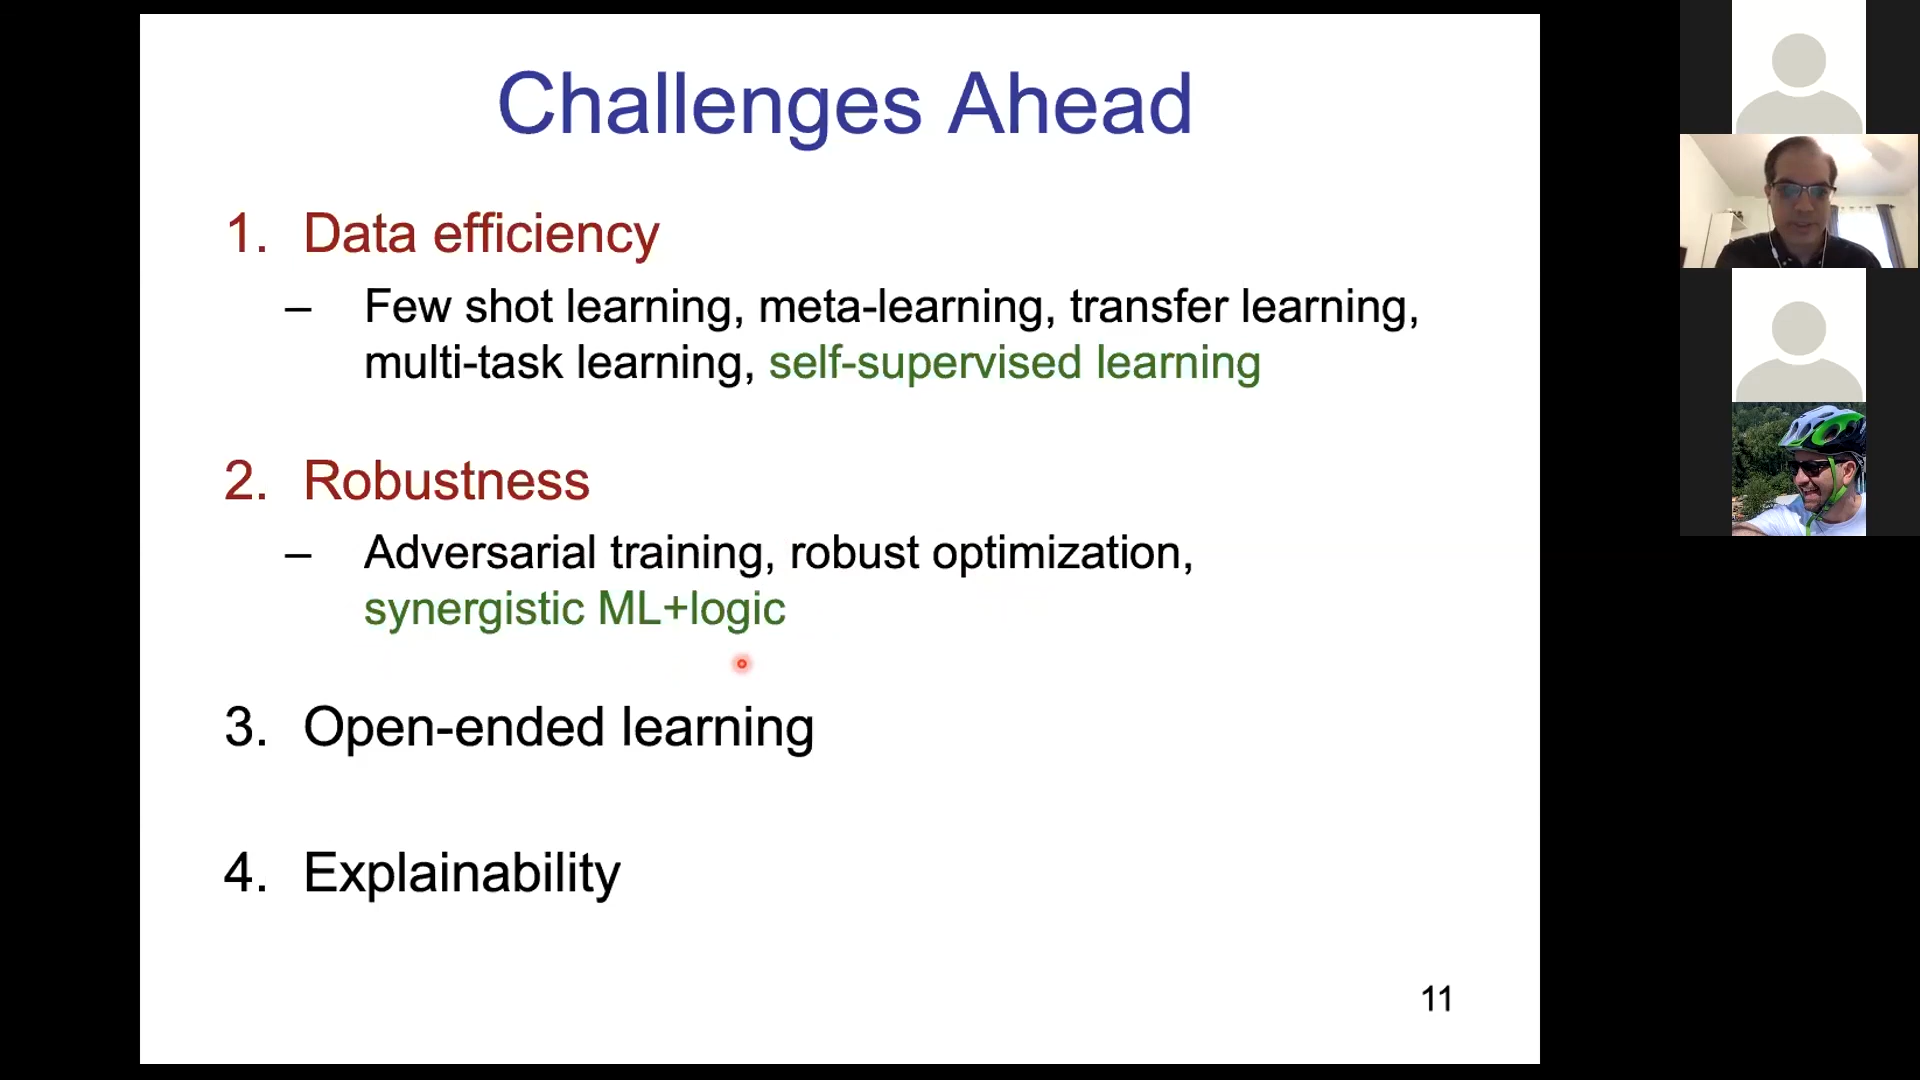 Challenges Ahead
1. Data efficiency
– Few shot learning, meta-learning, transfer learning,
multi-task learning, self-supervised learning
2. Robustness
– Adversarial training, robust optimization,
synergistic ML+logic
3. Open-ended learning
4. Explainability
11